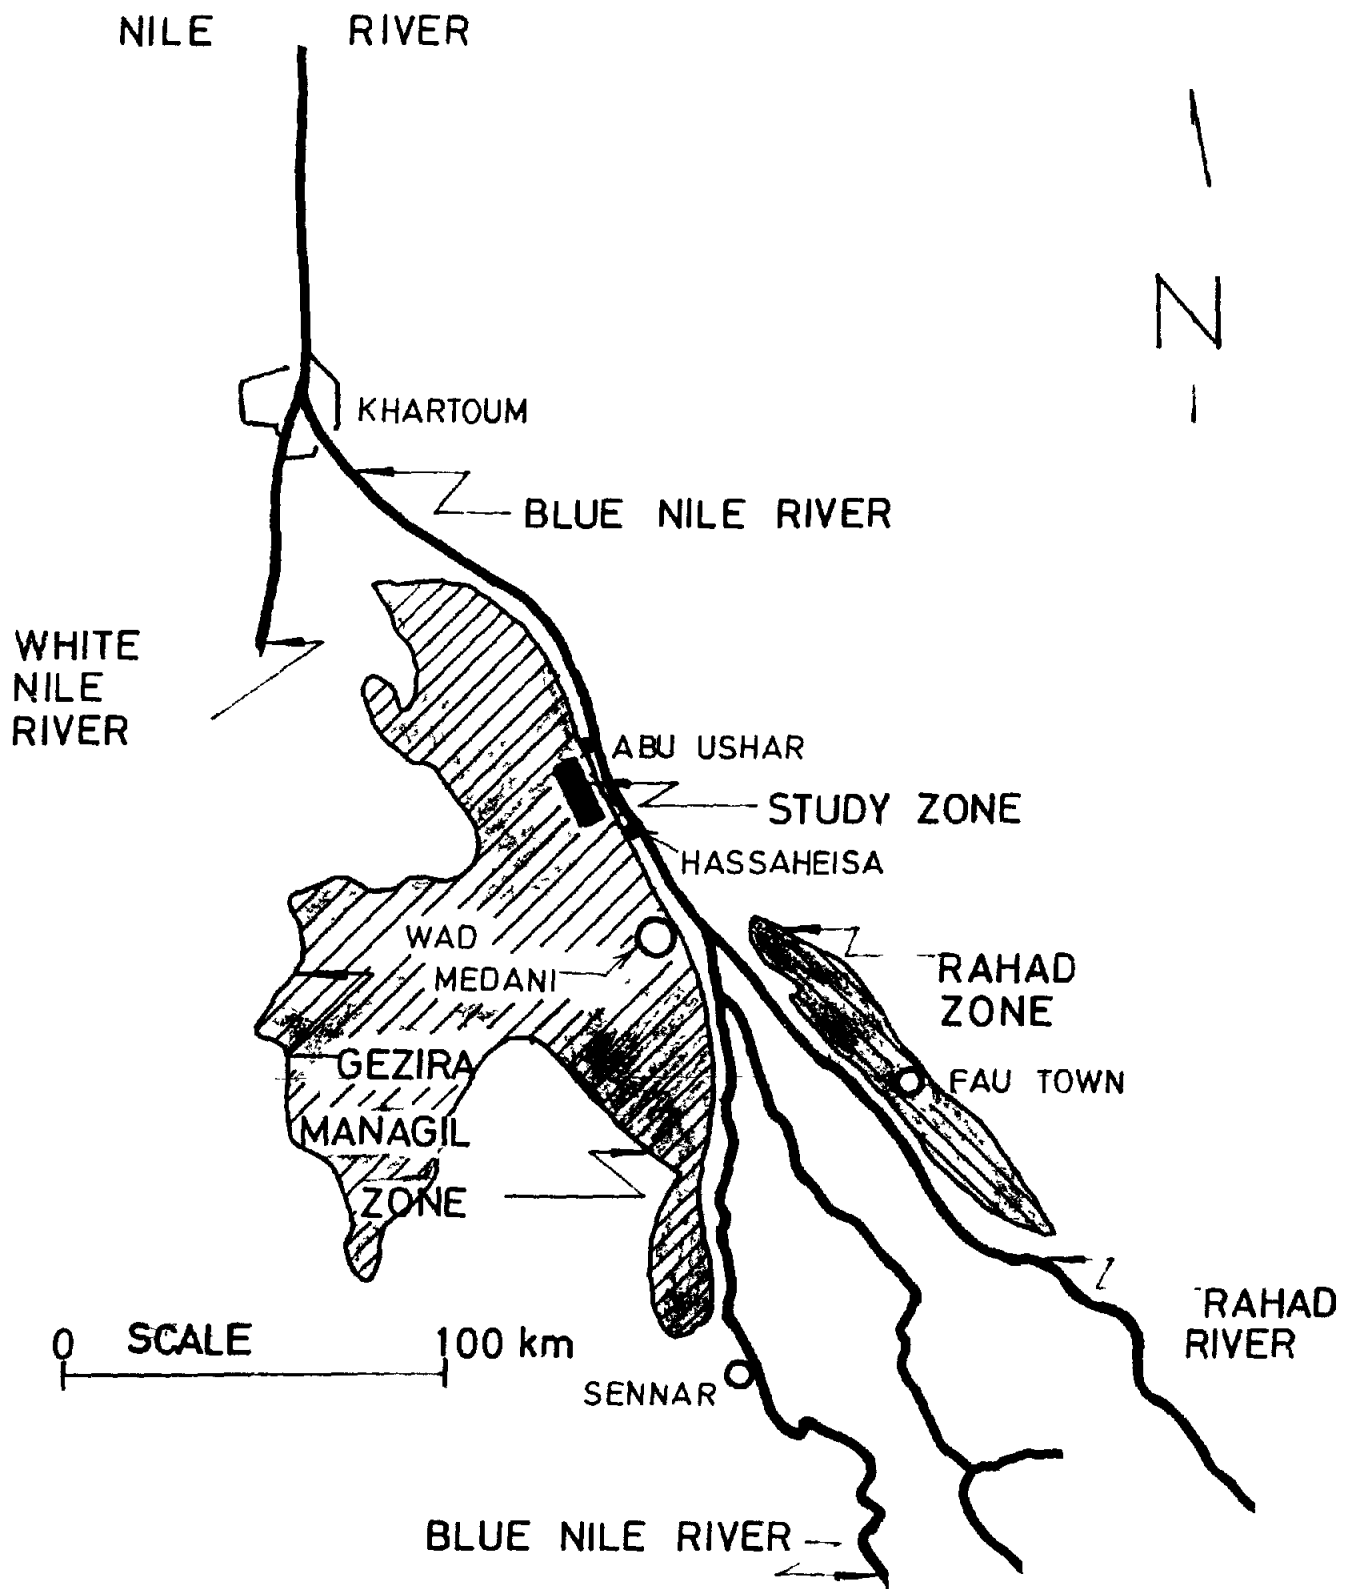 NILE RIVER
N
KHARTOUM
BLUE NILE RIVER
WHITE
NILE
RIVER
ABU USHAR
STUDY ZONE
HASSAHEISA
WAD
MEDANI
RAHAD
ZONE
GEZIRA
MANAGIL
ZONE
FAU TOWN
RAHAD
RIVER
0 SCALE 100 km
SENNAR
BLUE NILE RIVER